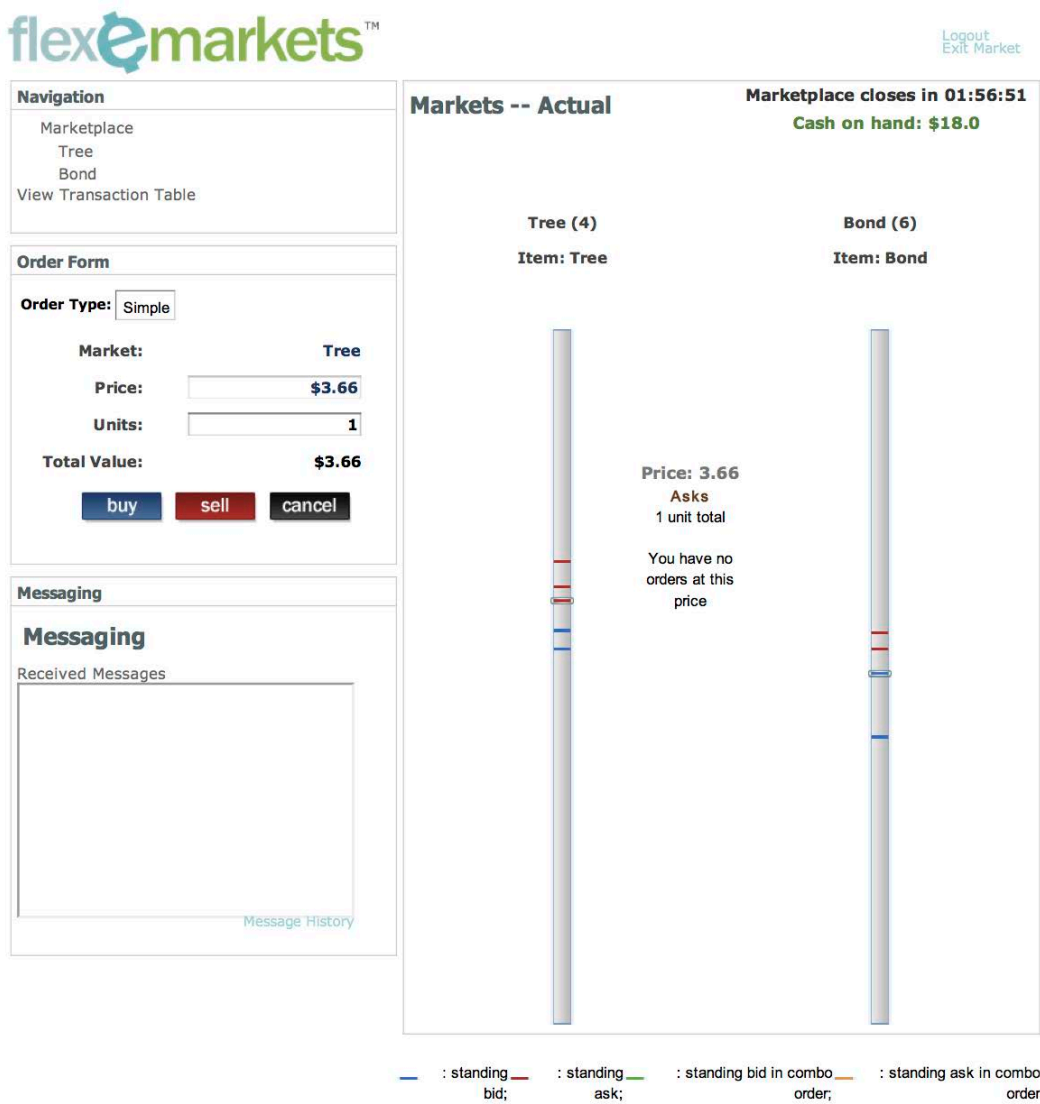 flexemarkets™
Logout
Exit Market
Navigation
Marketplace
Tree
Bond
View Transaction Table
Order Form
Order Type: Simple
Market: Tree
Price: $3.66
Units: 1
Total Value: $3.66
buy sell cancel
Messaging
Messaging
Received Messages
Message History
Markets -- Actual
Marketplace closes in 01:56:51
Cash on hand: $18.0
Tree (4) Bond (6)
Item: Tree Item: Bond
Price: 3.66
Asks
1 unit total
You have no
orders at this
price
: standing : standing : standing bid in combo : standing ask in combo
bid; ask; order; order